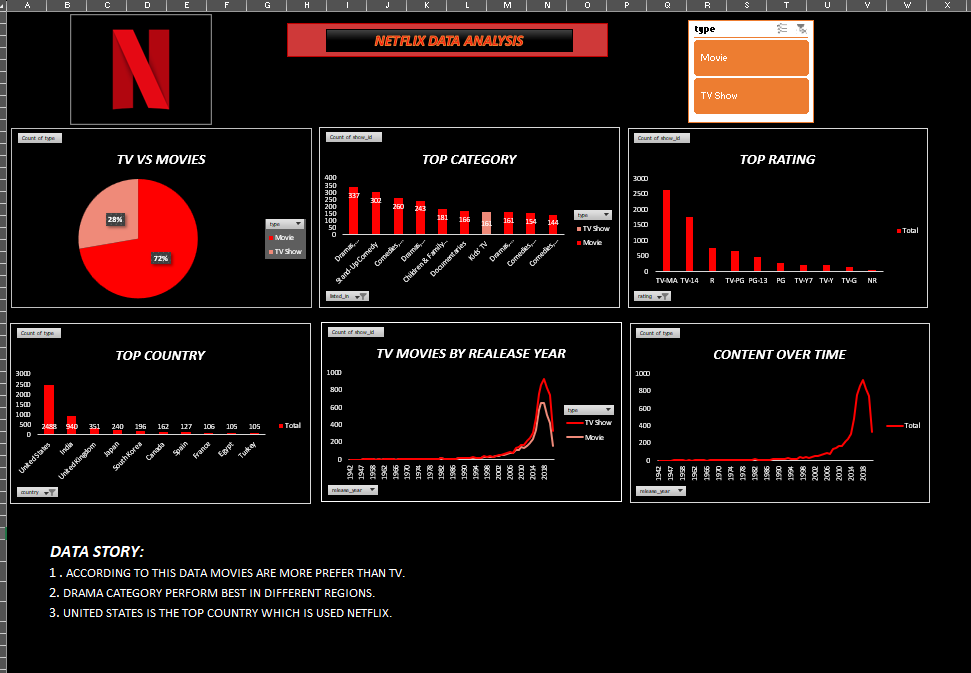 A B C D E F G H I J K L M N O P Q R S T U V W X
NETFLIX DATA ANALYSIS
type
Movie
TV Show
Count of type
TV VS MOVIES
28%
72%
type
Movie
TV Show
Count of show_id
TOP CATEGORY
400
350
300
250
200
150
100
50
0
337 302 260 243 181 166 161 161 154 144
Dramas,... Stand-Up Comedy Comedies,... Dramas,... Children & Family... Documentaries Kids' TV Dramas,... Comedies,... Comedies,...
type
TV Show
Movie
listed_in
Count of show_id
TOP RATING
3000
2500
2000
1500
1000
500
0
TV-MA TV-14 R TV-PG PG-13 PG TV-Y7 TV-Y TV-G NR
Total
rating
Count of type
TOP COUNTRY
3000
2500
2000
1500
1000
500
0
2488 940 351 240 196 162 127 106 105 105
United States India United Kingdom Japan South Korea Canada Spain France Egypt Turkey
Total
country
Count of show_id
TV MOVIES BY REALEASE YEAR
1000
800
600
400
200
0
1942 1947 1958 1962 1966 1970 1974 1978 1982 1986 1990 1994 1998 2002 2006 2010 2014 2018
type
TV Show
Movie
release_year
Count of type
CONTENT OVER TIME
1000
800
600
400
200
0
1942 1947 1958 1962 1966 1970 1974 1978 1982 1986 1990 1994 1998 2002 2006 2010 2014 2018
Total
release_year
DATA STORY:
1 . ACCORDING TO THIS DATA MOVIES ARE MORE PREFER THAN TV.
2. DRAMA CATEGORY PERFORM BEST IN DIFFERENT REGIONS.
3. UNITED STATES IS THE TOP COUNTRY WHICH IS USED NETFLIX.